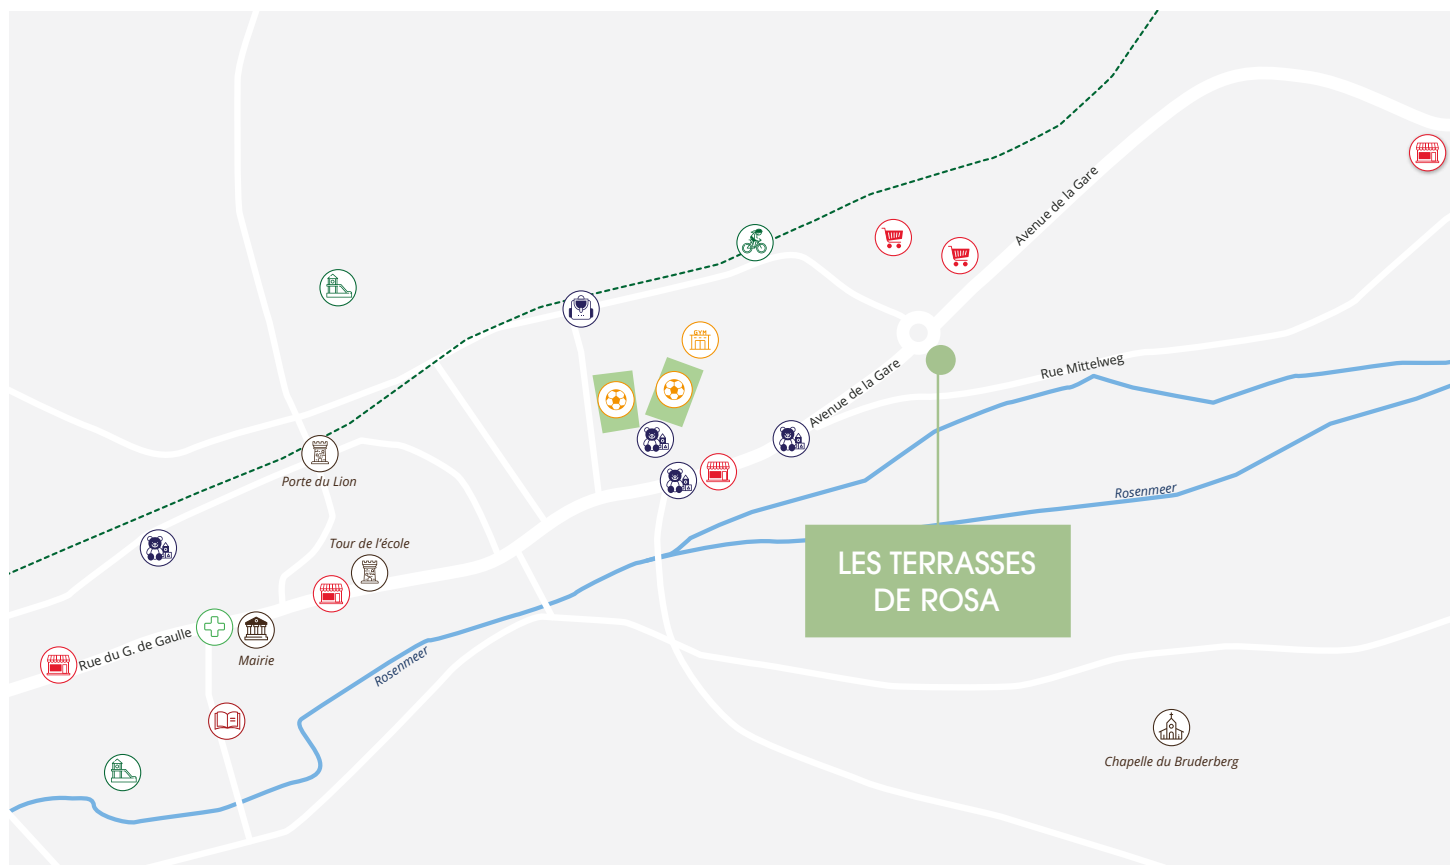 Avenue de la Gare
GYM
Avenue de la Gare
Rue Mittelweg
Porte du Lion
Rosenmeer
Tour de l'école
LES TERRASSES
DE ROSA
Rue du G. de Gaulle
Mairie
Rosenmeer
Chapelle du Bruderberg